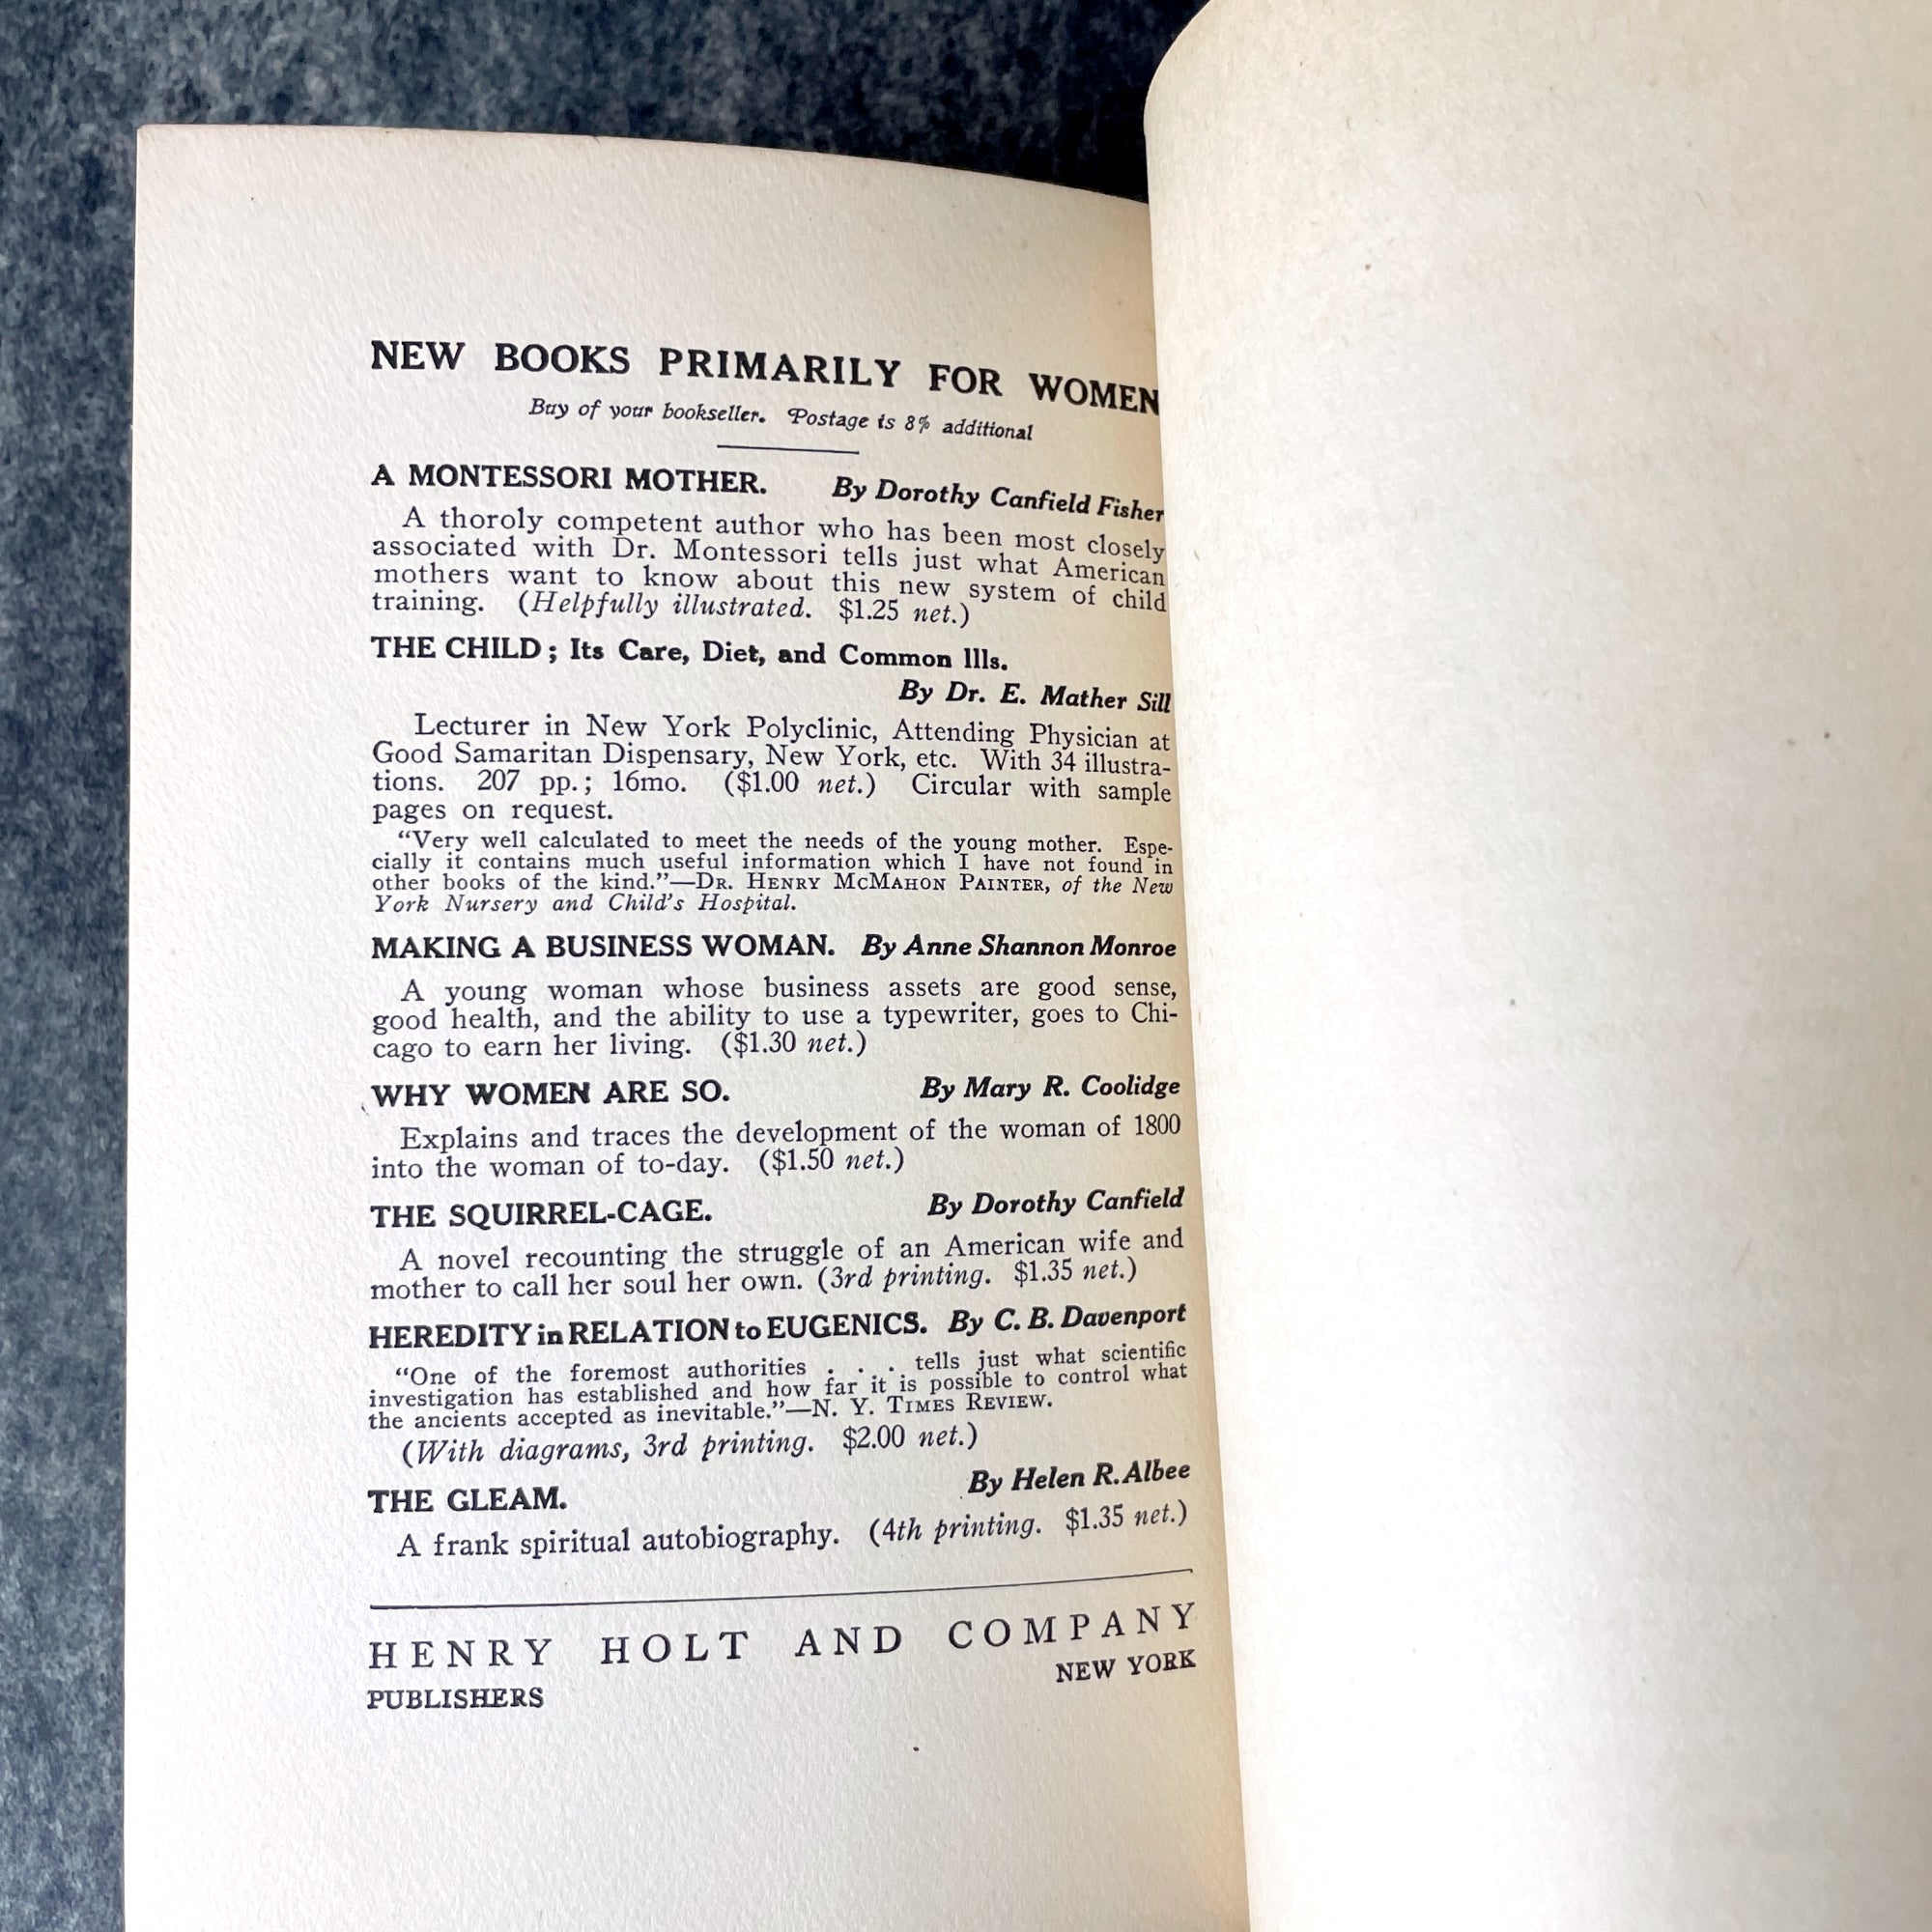 NEW BOOKS PRIMARILY FOR WOMEN
Buy of your bookseller. Postage is 8% additional
A MONTESSORI MOTHER. By Dorothy Canfield Fisher
A thoroly competent author who has been most closely
associated with Dr. Montessori tells just what American
mothers want to know about this new system of child
training. (Helpfully illustrated. $1.25 net.)
THE CHILD; Its Care, Diet, and Common Ills.
By Dr. E. Mather Sill
Lecturer in New York Polyclinic, Attending Physician at
Good Samaritan Dispensary, New York, etc. With 34 illustra-
tions. 207 pp.; 16mo. ($1.00 net.) Circular with sample
pages on request.
"Very well calculated to meet the needs of the young mother. Espe-
cially it contains much useful information which I have not found in
other books of the kind."—DR. HENRY MCMAHON PAINTER, of the New
York Nursery and Child's Hospital.
MAKING A BUSINESS WOMAN. By Anne Shannon Monroe
A young woman whose business assets are good sense,
good health, and the ability to use a typewriter, goes to Chi-
cago to earn her living. ($1.30 net.)
WHY WOMEN ARE SO. By Mary R. Coolidge
Explains and traces the development of the woman of 1800
into the woman of to-day. ($1.50 net.)
THE SQUIRREL-CAGE. By Dorothy Canfield
A novel recounting the struggle of an American wife and
mother to call her soul her own. (3rd printing. $1.35 net.)
HEREDITY in RELATION to EUGENICS. By C. B. Davenport
"One of the foremost authorities . . . tells just what scientific
investigation has established and how far it is possible to control what
the ancients accepted as inevitable."—N. Y. TIMES REVIEW.
(With diagrams, 3rd printing. $2.00 net.)
THE GLEAM. By Helen R. Albee
A frank spiritual autobiography. (4th printing. $1.35 net.)
HENRY HOLT AND COMPANY
PUBLISHERS NEW YORK